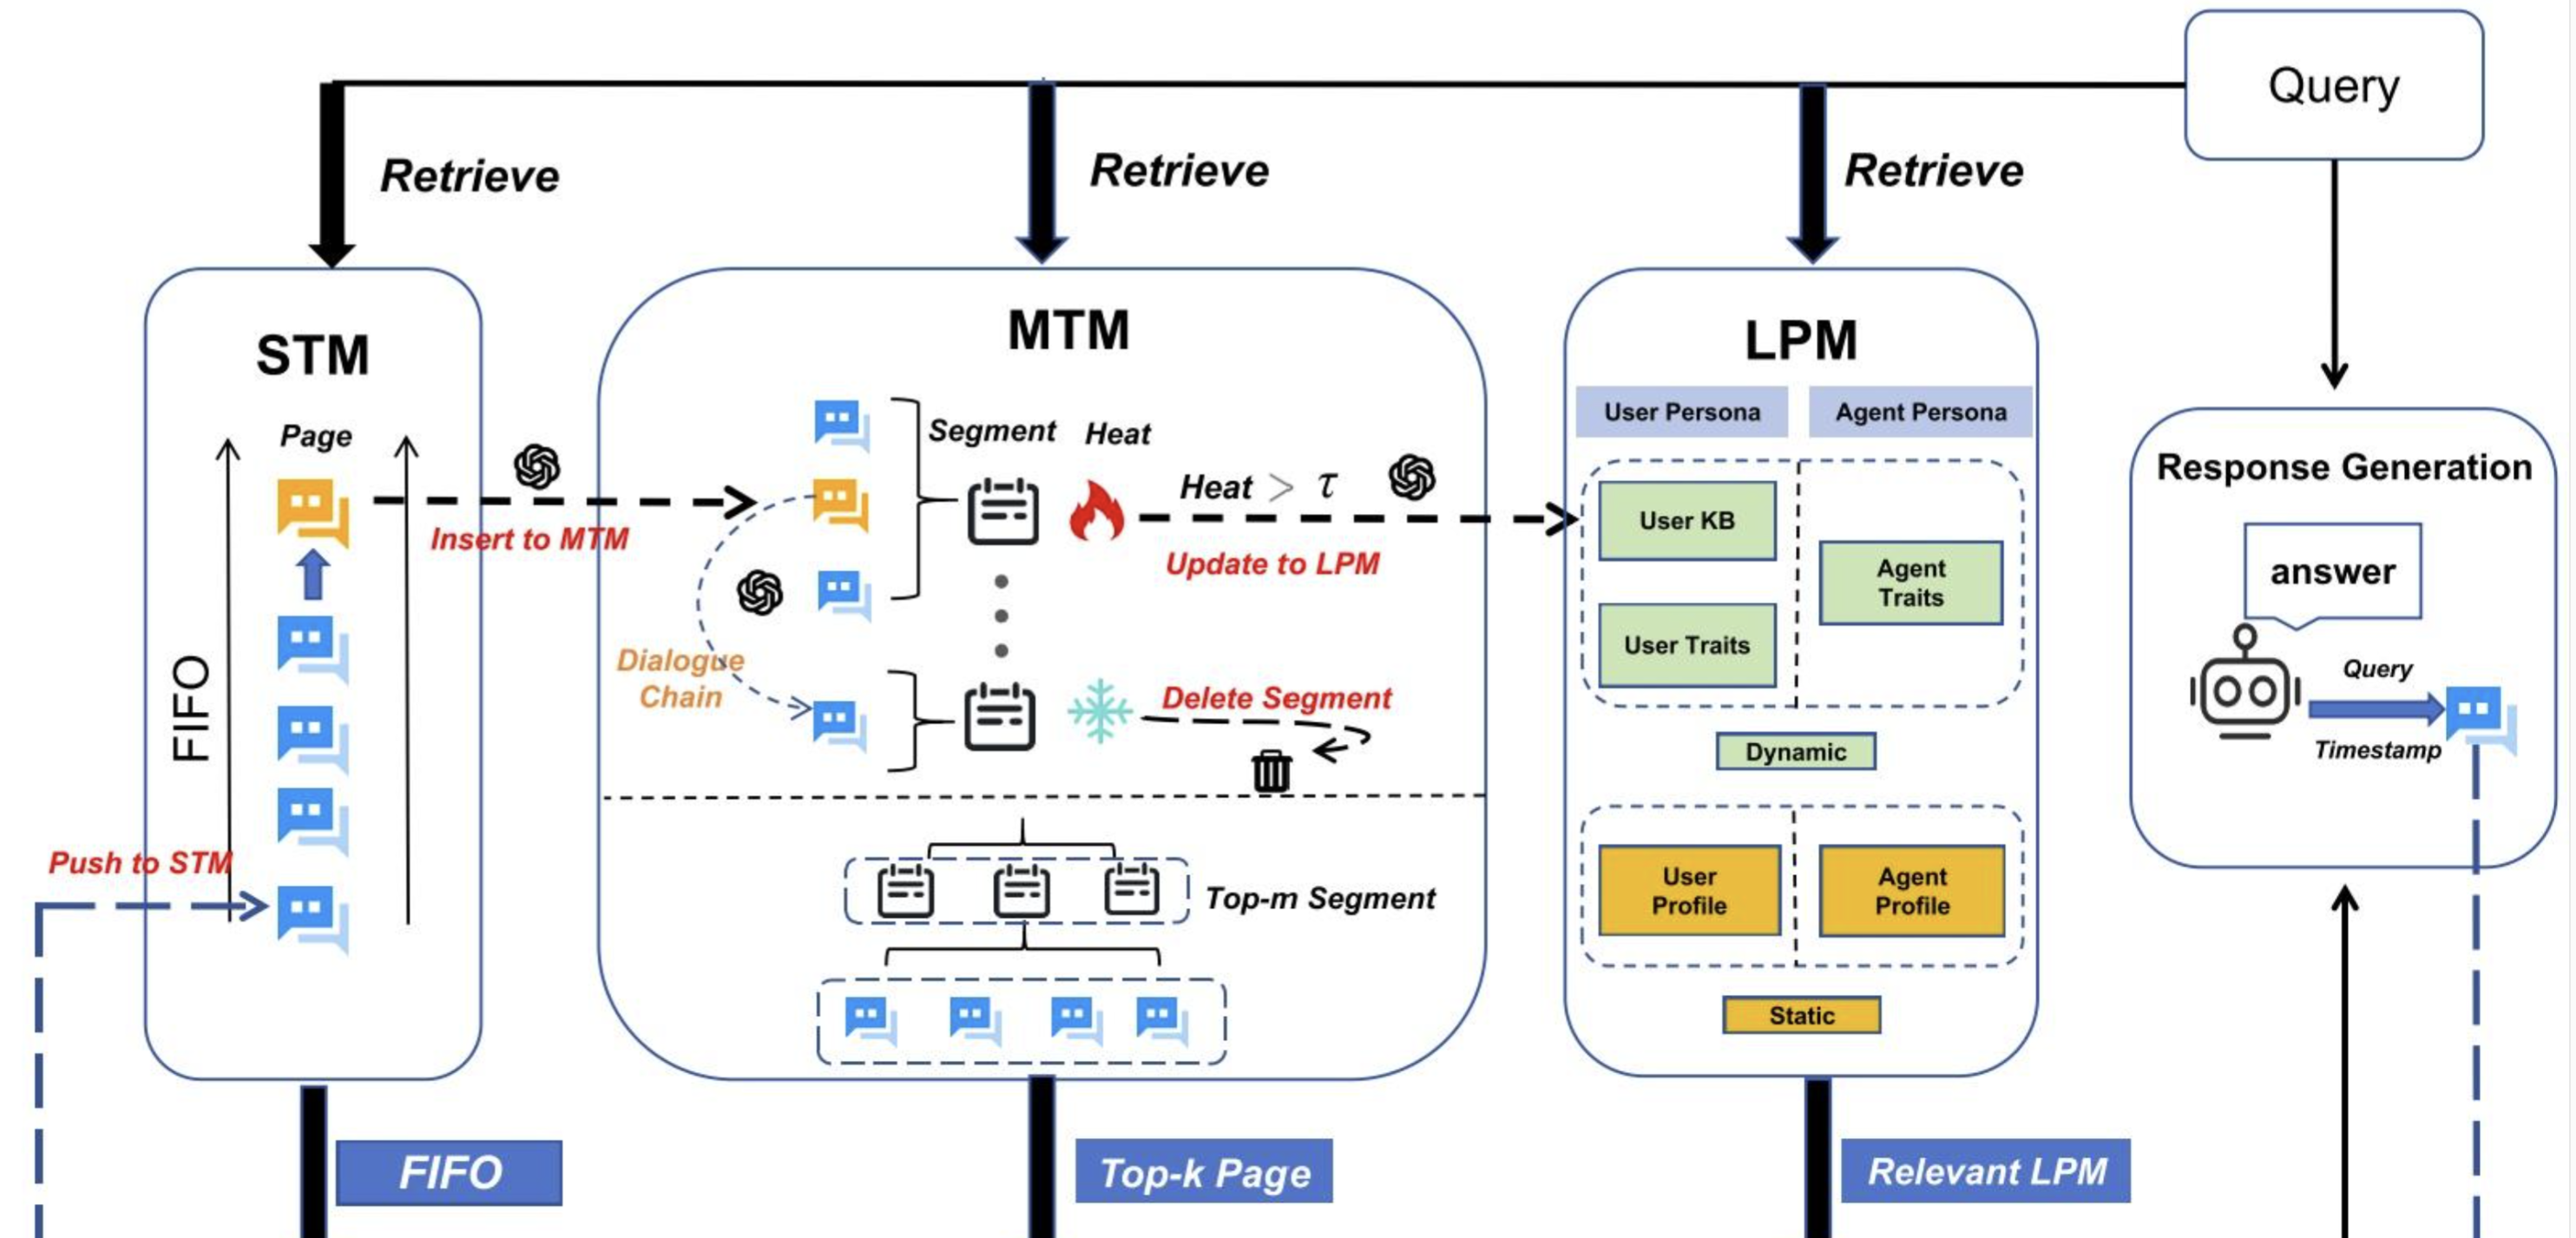 Query
Retrieve
Retrieve
Retrieve
STM
Page
FIFO
Push to STM
Insert to MTM
MTM
Segment
Heat
Heat > τ
Update to LPM
Dialogue
Chain
Delete Segment
Top-m Segment
LPM
User Persona
Agent Persona
User KB
User Traits
Agent
Traits
Dynamic
User
Profile
Agent
Profile
Static
Response Generation
answer
Query
Timestamp
FIFO
Top-k Page
Relevant LPM